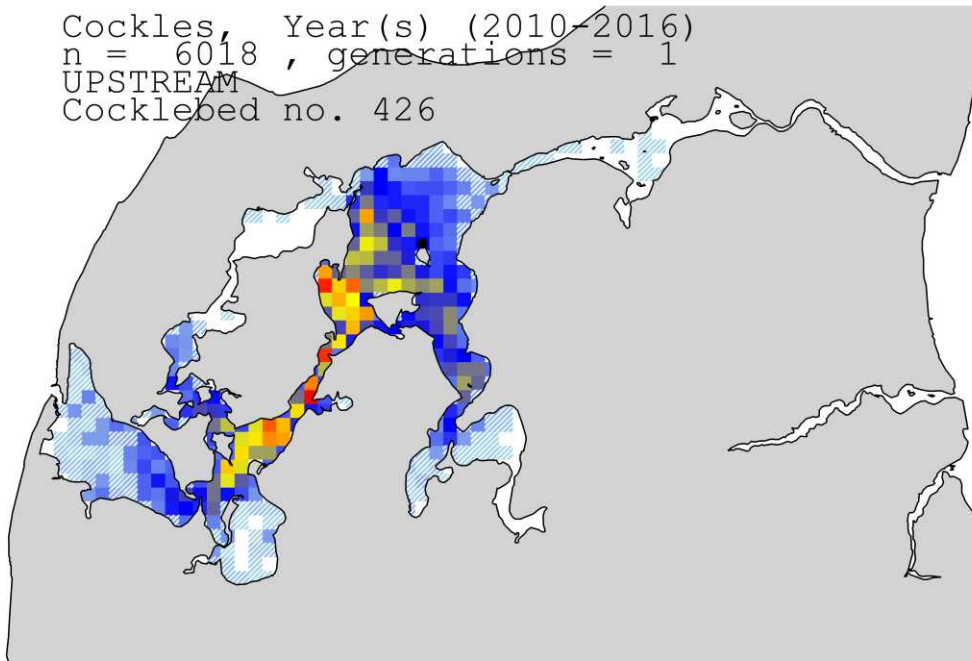 Cockles, Year(s) (2010-2016)
n = 6018 , generations = 1
UPSTREAM
Cocklebed no. 426